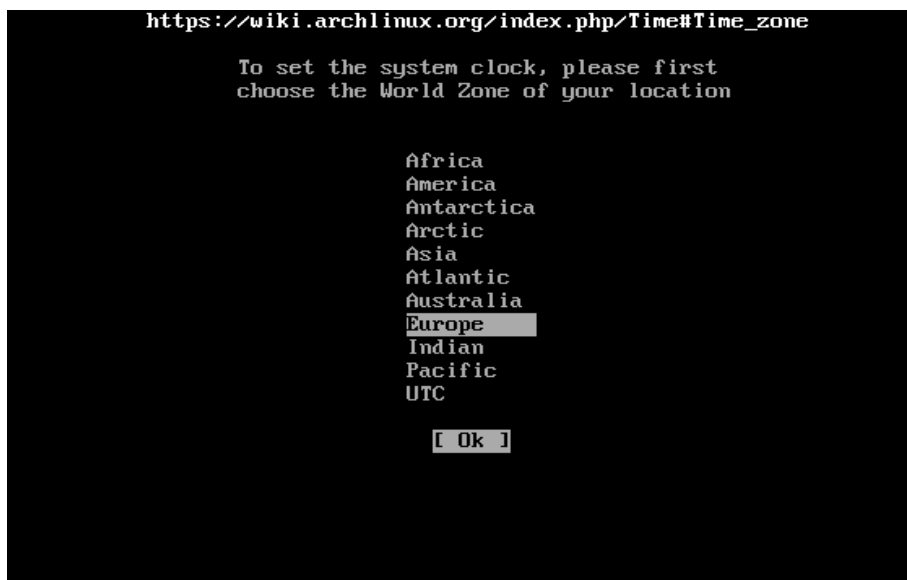 https://wiki.archlinux.org/index.php/Time#Time_zone
To set the system clock, please first
choose the World Zone of your location
Africa
America
Antarctica
Arctic
Asia
Atlantic
Australia
Europe
Indian
Pacific
UTC
[ Ok ]